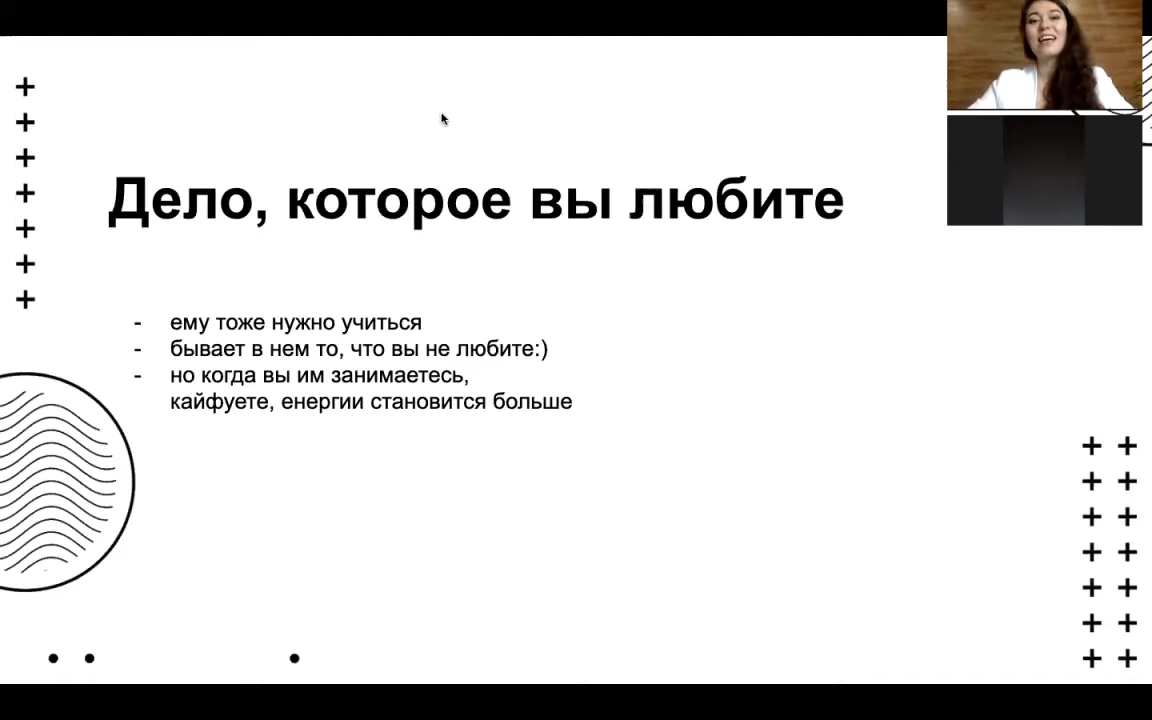 Дело, которое вы любите
- ему тоже нужно учиться
- бывает в нем то, что вы не любите:)
- но когда вы им занимаетесь,
кайфуете, енергии становится больше